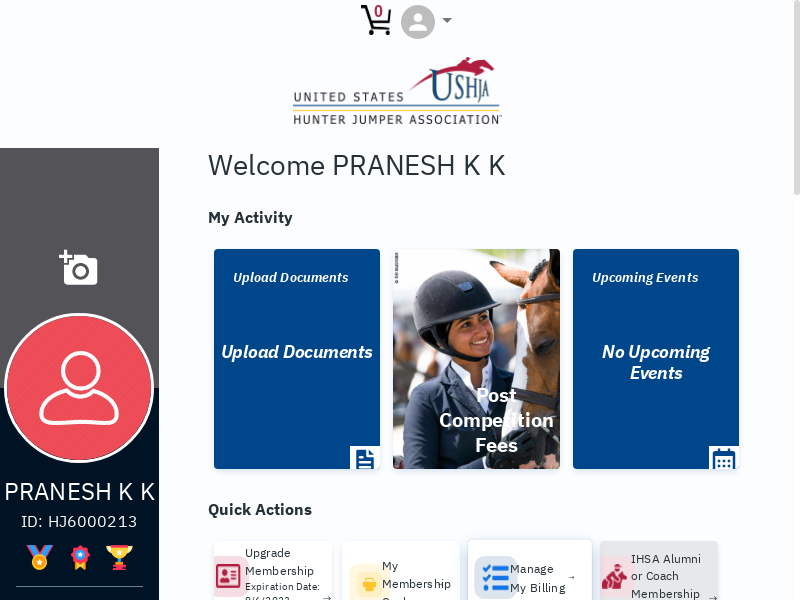 0
UNITED STATES USHJA
HUNTER JUMPER ASSOCIATION
Welcome PRANESH K K
My Activity
Upload Documents
Upload Documents
Post
Competition
Fees
Upcoming Events
No Upcoming
Events
PRANESH K K
ID: HJ6000213
Quick Actions
Upgrade
Membership
Expiration Date:
My
Membership
Manage
My Billing
IHSA Alumni
or Coach
Membership